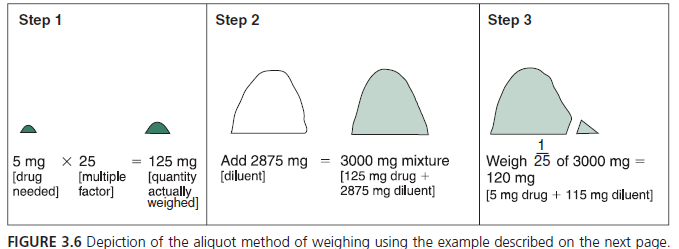 Step 1
5 mg × 25 = 125 mg
[drug [multiple [quantity
needed] factor] actually
weighed]
Step 2
Add 2875 mg = 3000 mg mixture
[diluent] [125 mg drug +
2875 mg diluent]
Step 3
Weigh 1/25 of 3000 mg =
120 mg
[5 mg drug + 115 mg diluent]
FIGURE 3.6 Depiction of the aliquot method of weighing using the example described on the next page.